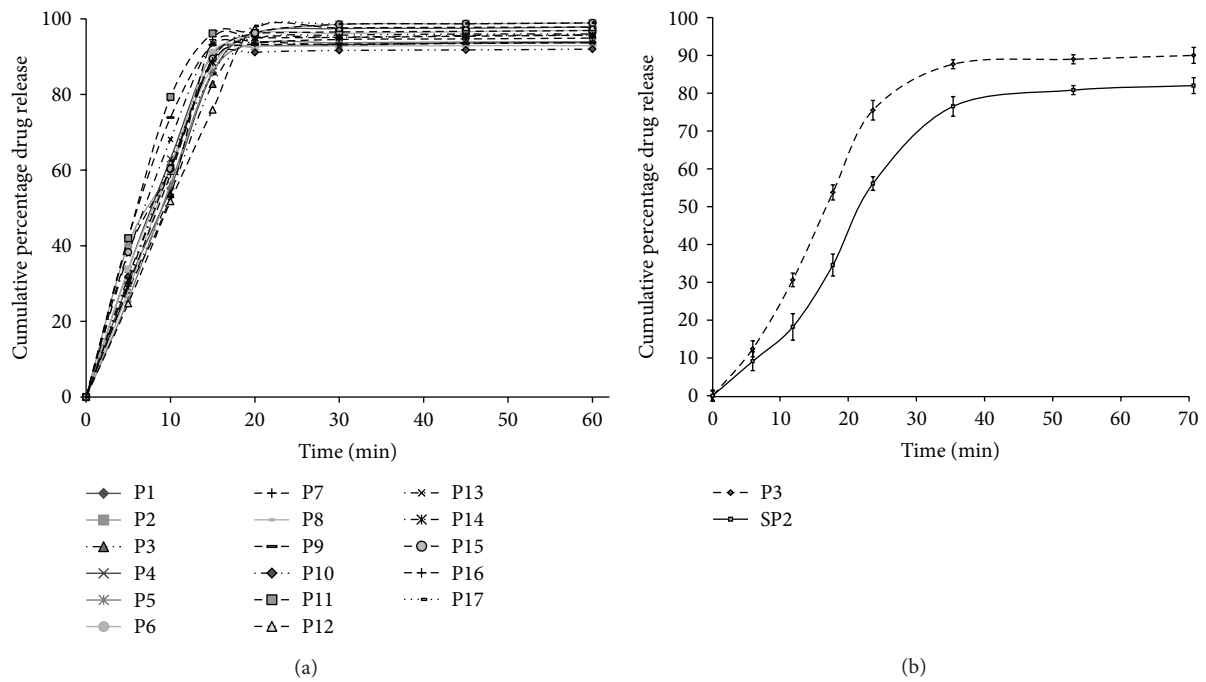 Cumulative percentage drug release
100
80
60
40
20
0
0 10 20 30 40 50 60
Time (min)
P1 P7 P13
P2 P8 P14
P3 P9 P15
P4 P10 P16
P5 P11 P17
P6 P12
(a)
Cumulative percentage drug release
100
90
80
70
60
50
40
30
20
10
0
0 10 20 30 40 50 60 70
Time (min)
P3
SP2
(b)